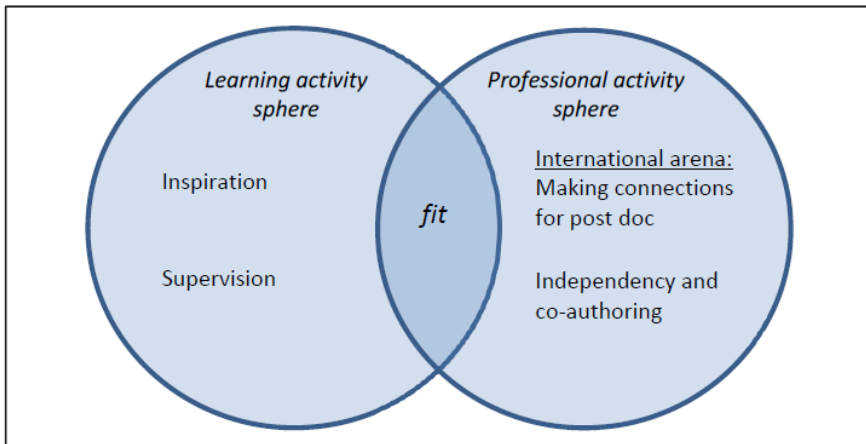 Learning activity
sphere
Inspiration
Supervision
fit
Professional activity
sphere
International arena:
Making connections
for post doc
Independency and
co-authoring